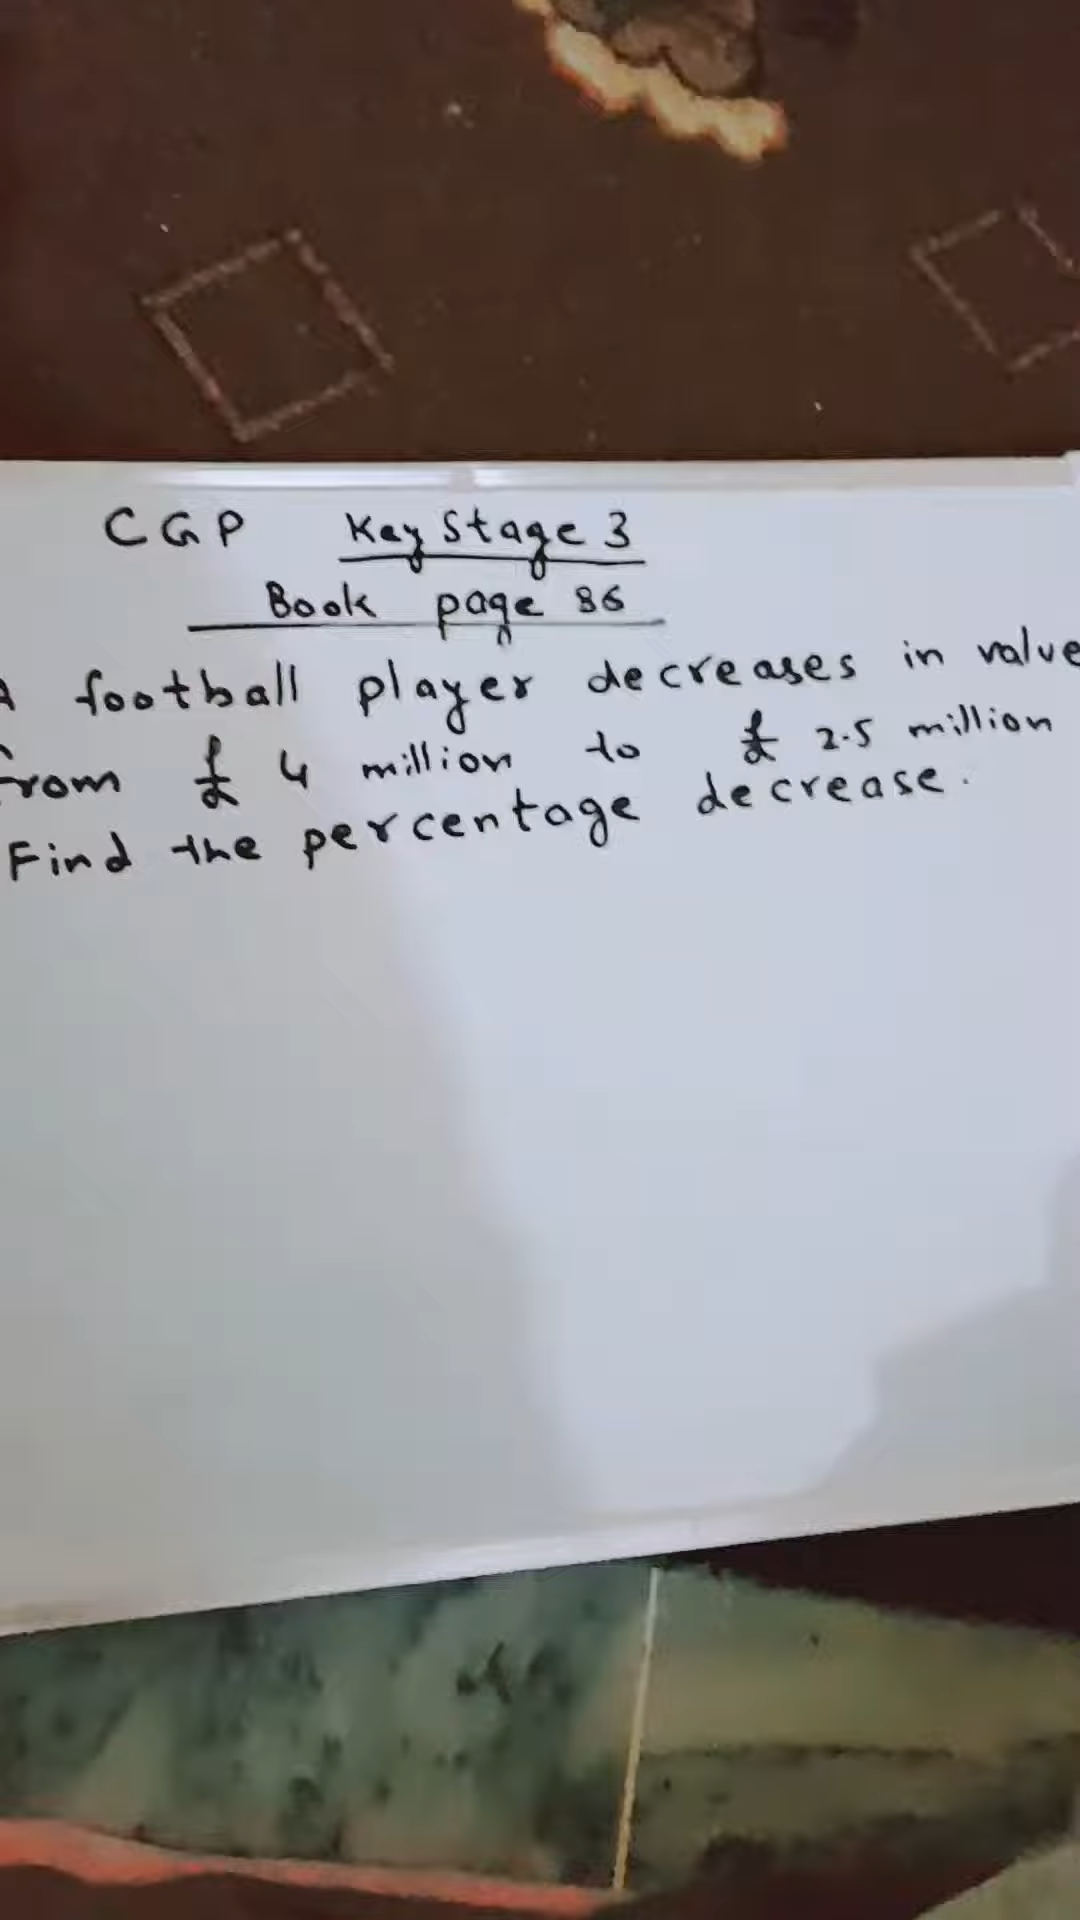 CGP Key Stage 3
Book page 86
A football player decreases in value
from £ 4 million to £ 2.5 million
Find the percentage decrease.